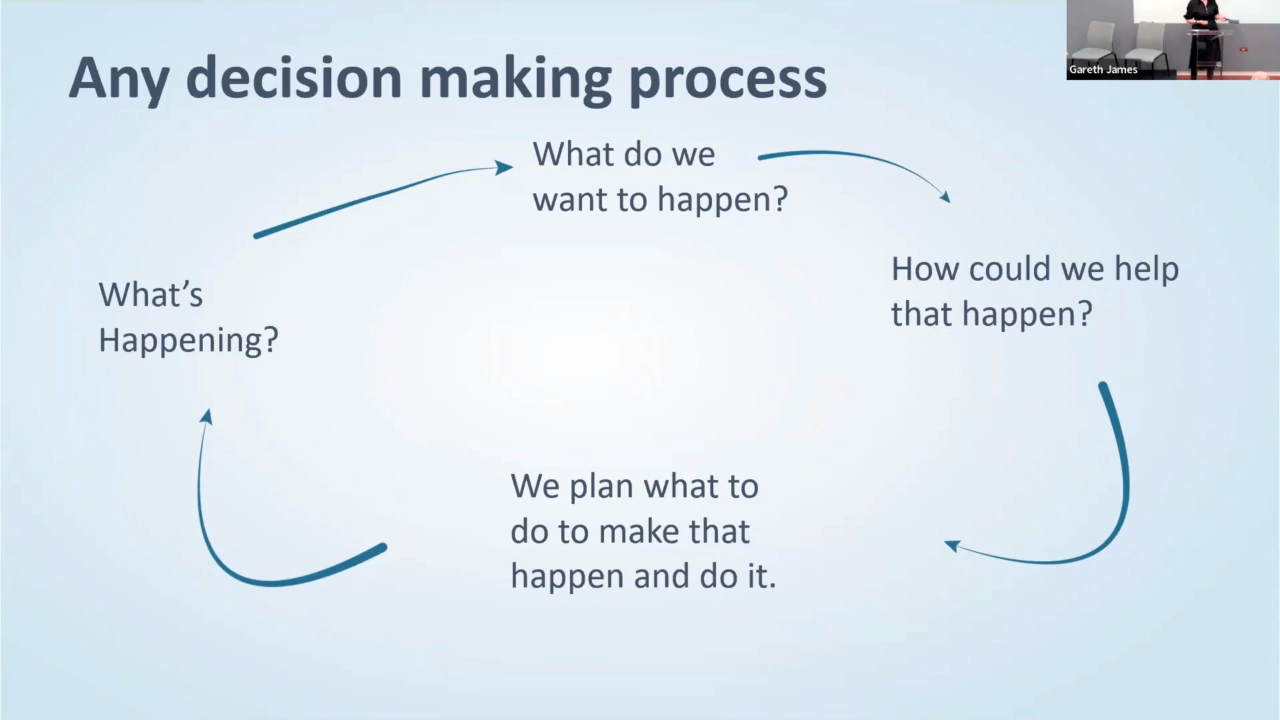 Any decision making process
Gareth James
What do we
want to happen?
How could we help
that happen?
What’s
Happening?
We plan what to
do to make that
happen and do it.